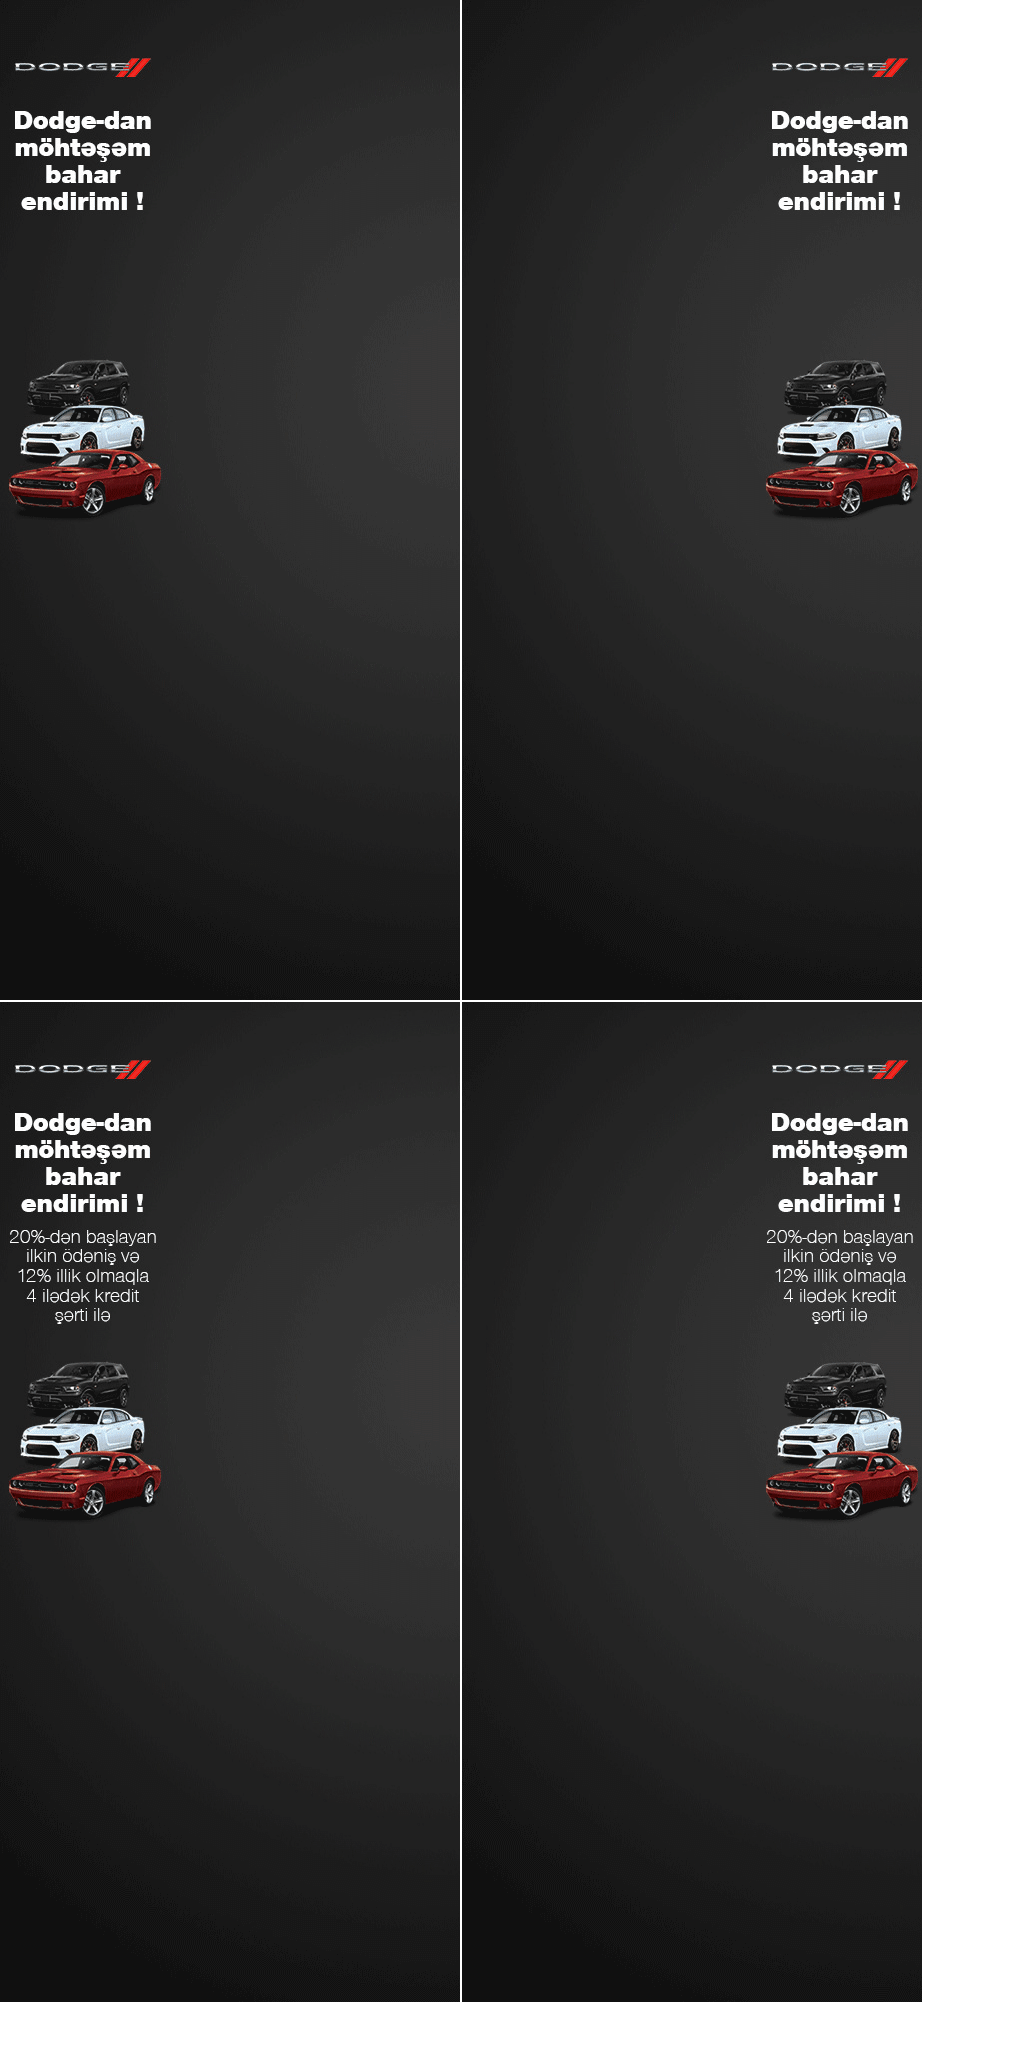 DODGE
Dodge-dan
möhtəşəm
bahar
endirimi !
DODGE
Dodge-dan
möhtəşəm
bahar
endirimi !
DODGE
Dodge-dan
möhtəşəm
bahar
endirimi !
20%-dən başlayan
ilkin ödəniş və
12% illik olmaqla
4 ilədək kredit
şərti ilə
DODGE
Dodge-dan
möhtəşəm
bahar
endirimi !
20%-dən başlayan
ilkin ödəniş və
12% illik olmaqla
4 ilədək kredit
şərti ilə